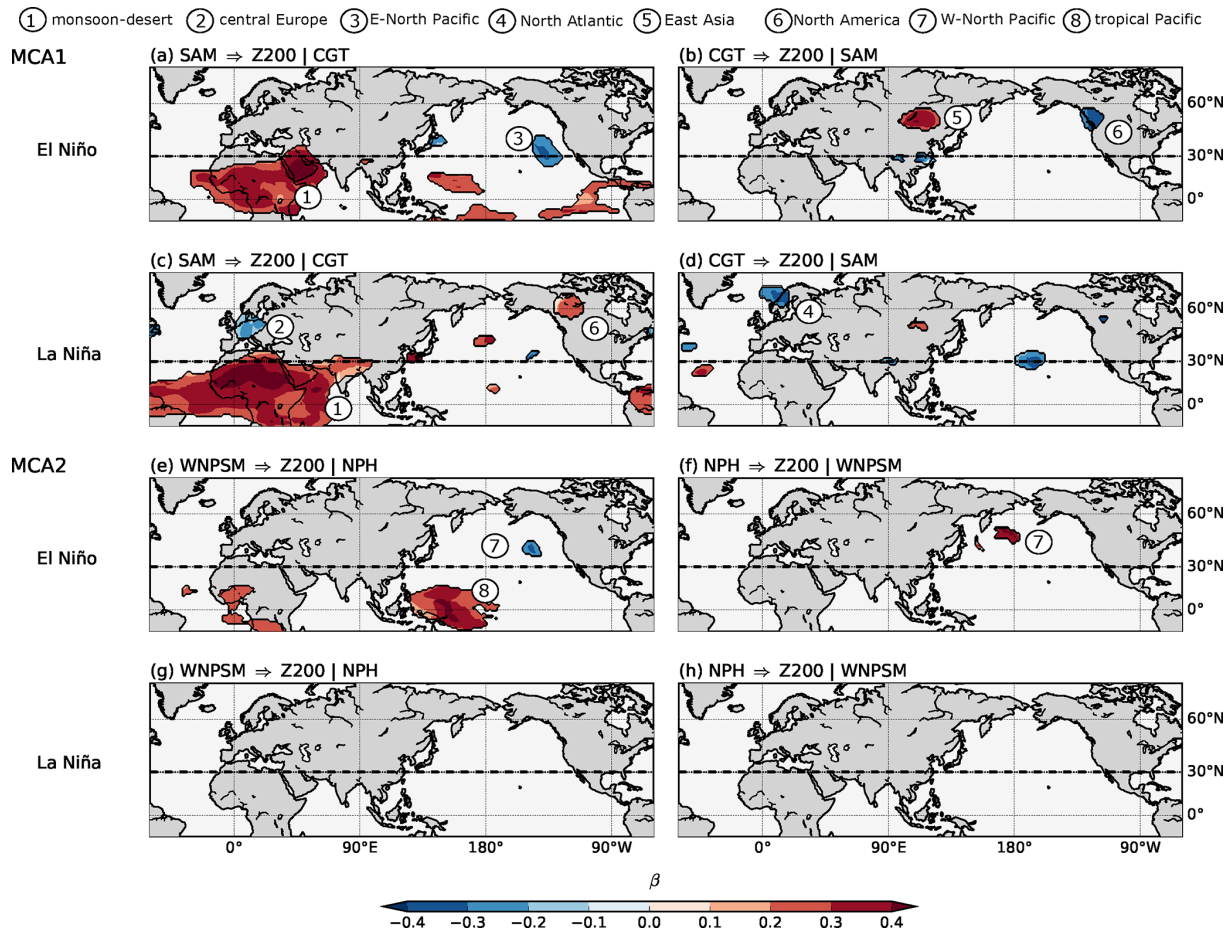 1 monsoon-desert 2 central Europe 3 E-North Pacific 4 North Atlantic 5 East Asia 6 North America 7 W-North Pacific 8 tropical Pacific
MCA1
(a) SAM ⇒ Z200 | CGT (b) CGT ⇒ Z200 | SAM
El Niño
3 5 6 1
60°N
30°N
0°
(c) SAM ⇒ Z200 | CGT (d) CGT ⇒ Z200 | SAM
La Niña
2 6 4 1
60°N
30°N
0°
MCA2
(e) WNPSM ⇒ Z200 | NPH (f) NPH ⇒ Z200 | WNPSM
El Niño
7 7 8
60°N
30°N
0°
(g) WNPSM ⇒ Z200 | NPH (h) NPH ⇒ Z200 | WNPSM
La Niña
60°N
30°N
0°
0° 90°E 180° 90°W 0° 90°E 180° 90°W
β
−0.4 −0.3 −0.2 −0.1 0.0 0.1 0.2 0.3 0.4